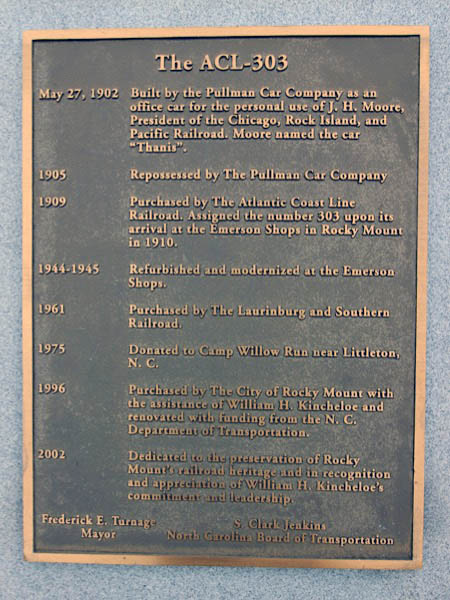 The ACL-303
May 27, 1902 Built by the Pullman Car Company as an
office car for the personal use of J. H. Moore,
President of the Chicago, Rock Island, and
Pacific Railroad. Moore named the car
"Thanis".
1905 Repossessed by The Pullman Car Company
1909 Purchased by The Atlantic Coast Line
Railroad. Assigned the number 303 upon its
arrival at the Emerson Shops in Rocky Mount
in 1910.
1944-1945 Refurbished and modernized at the Emerson
Shops.
1961 Purchased by The Laurinburg and Southern
Railroad.
1975 Donated to Camp Willow Run near Littleton,
N. C.
1996 Purchased by The City of Rocky Mount with
the assistance of William H. Kincheloe and
renovated with funding from the N. C.
Department of Transportation.
2002 Dedicated to the preservation of Rocky
Mount's railroad heritage and in recognition
and appreciation of William H. Kincheloe's
commitment and leadership.
Frederick E. Turnage S. Clark Jenkins
Mayor North Carolina Board of Transportation